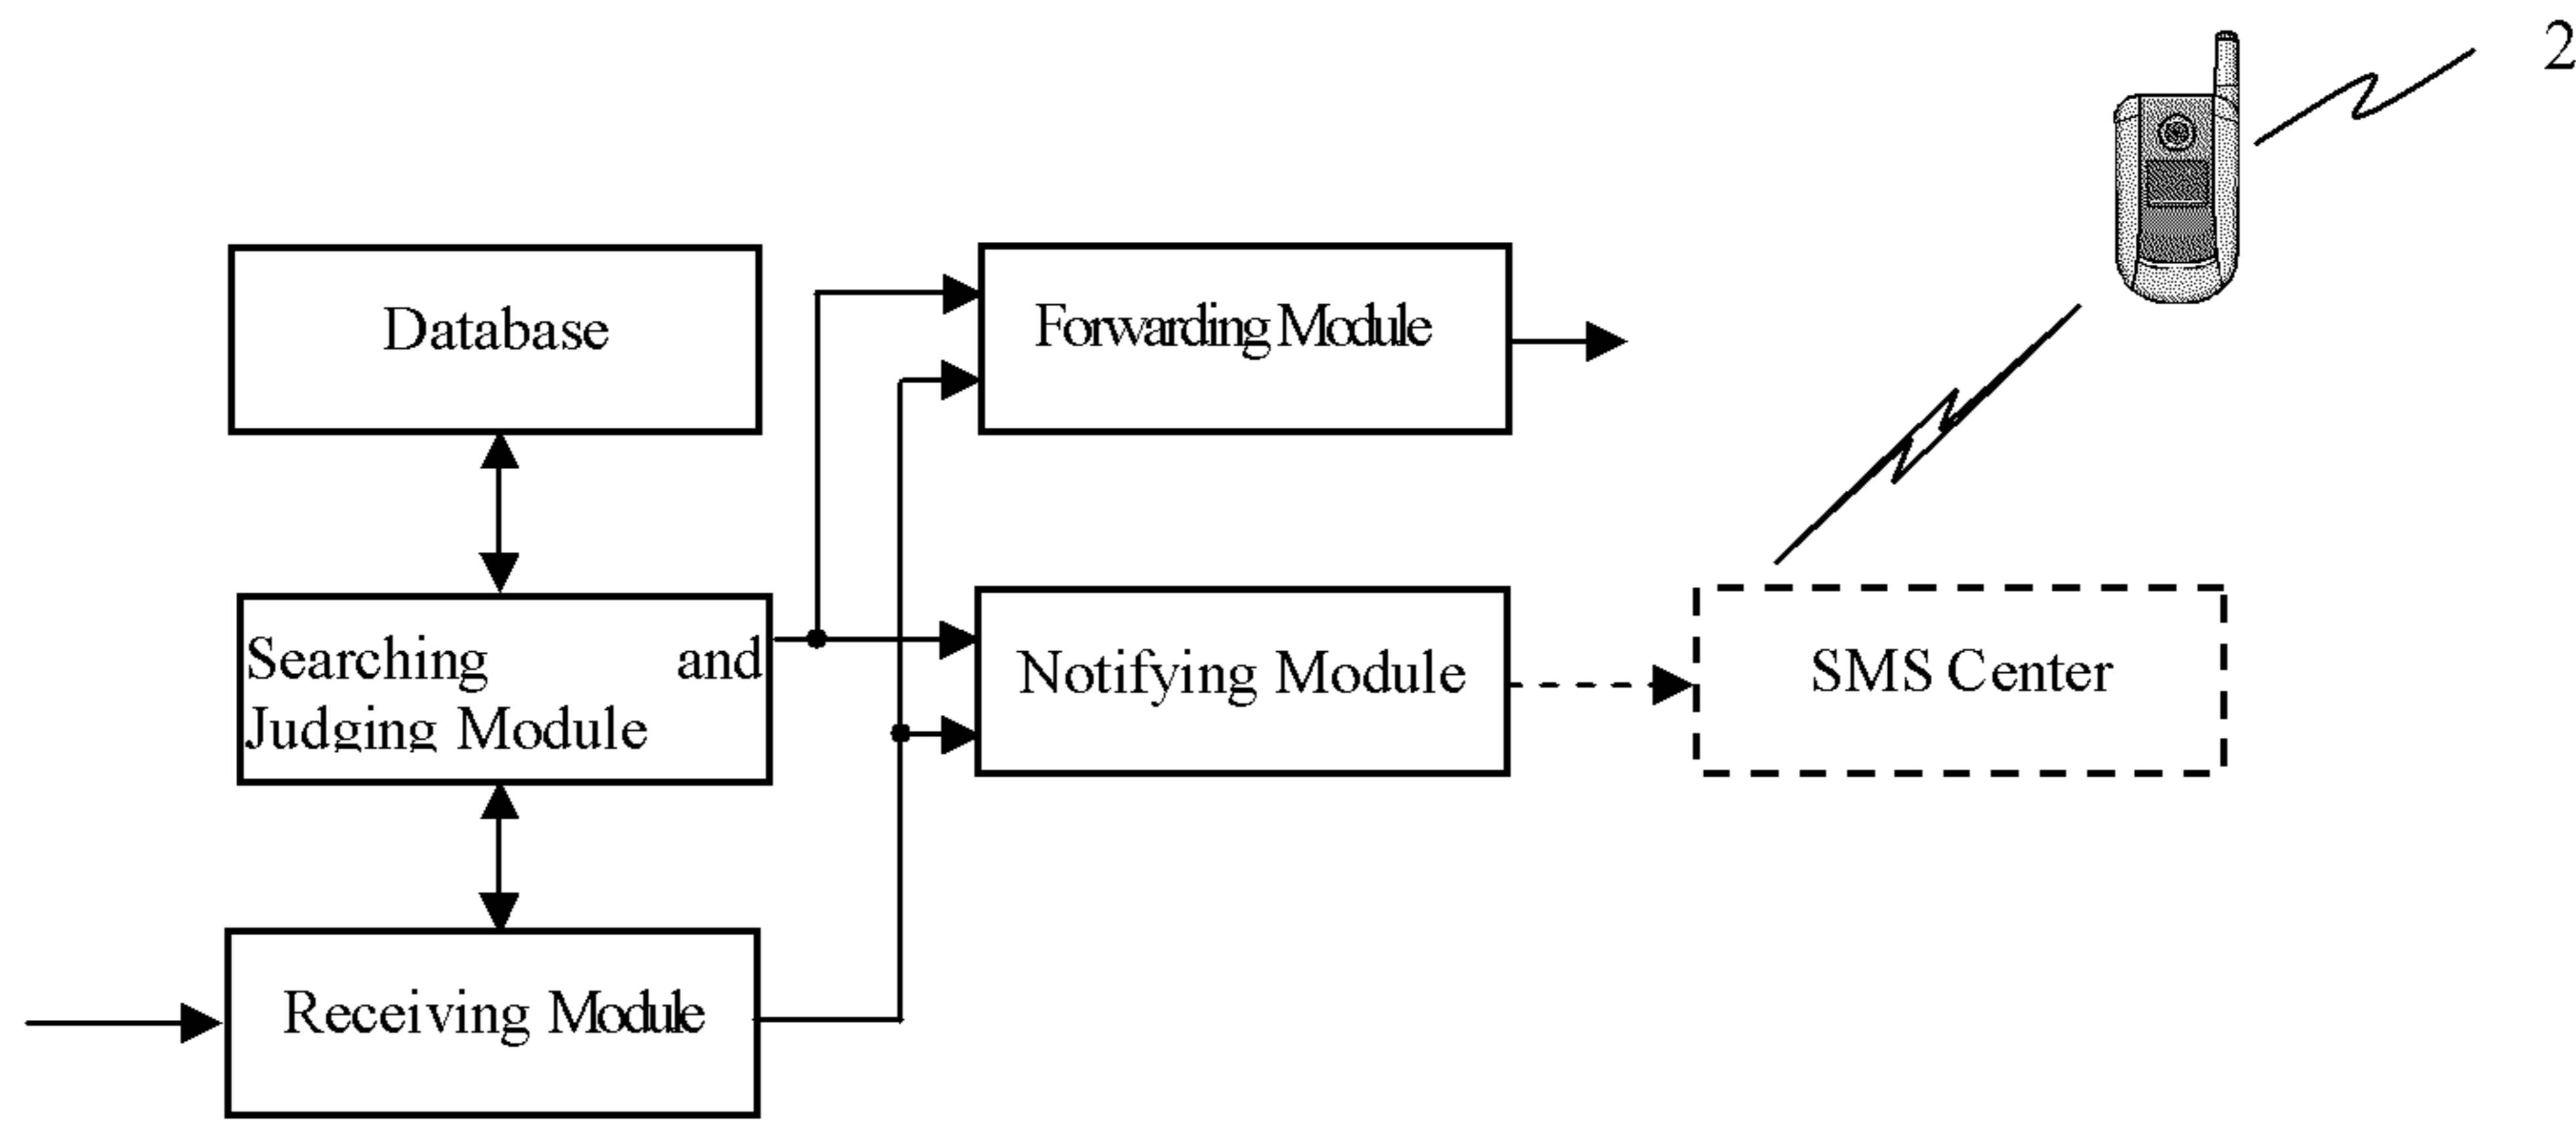 2
Database
Forwarding Module
Searching and
Judging Module
Notifying Module
SMS Center
Receiving Module